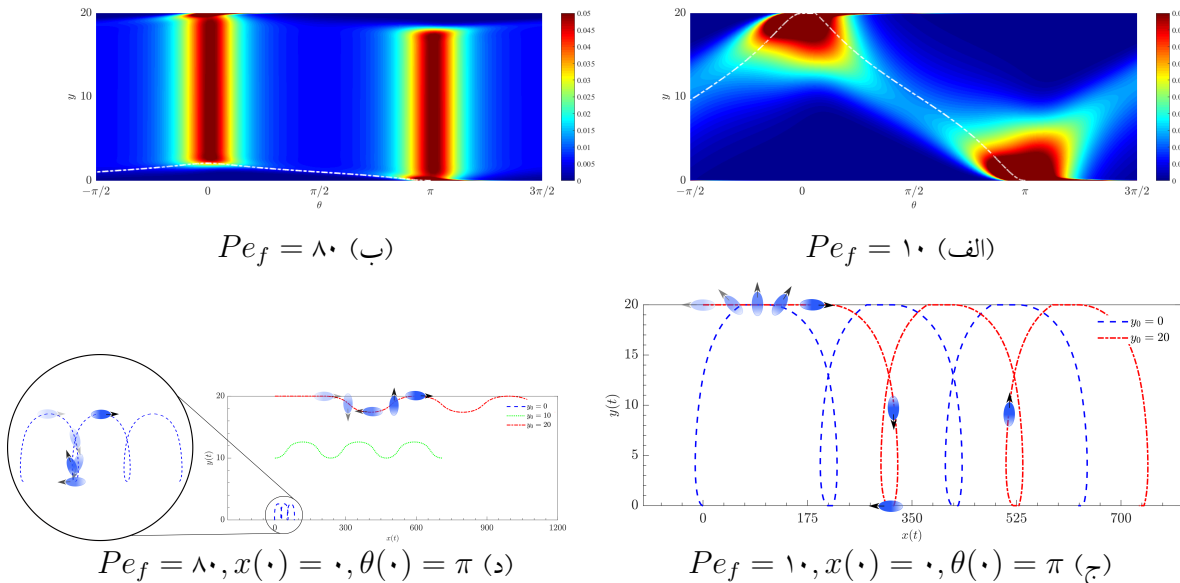 20
10
0
y
−π/2
0
π/2
π
3π/2
θ
0.05
0.045
0.04
0.035
0.03
0.025
0.02
0.015
0.01
0.005
0
20
10
0
y
−π/2
0
π/2
π
3π/2
θ
(ب) Pe_f = ۸۰
(الف) Pe_f = ۱۰
20
10
0
y(t)
0
300
600
900
1200
x(t)
y₀ = 0
y₀ = 10
y₀ = 20
20
15
10
5
0
y(t)
0
175
350
525
700
x(t)
y₀ = 0
y₀ = 20
(د) Pe_f = ۸۰, x(۰) = ۰, θ(۰) = π
(ج) Pe_f = ۱۰, x(۰) = ۰, θ(۰) = π